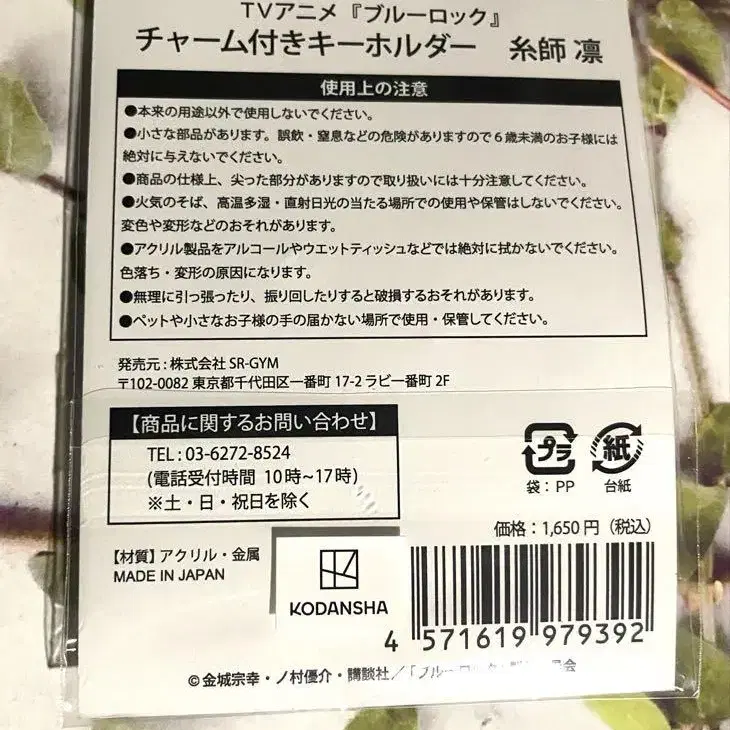 TVアニメ『ブルーロック』
チャーム付きキーホルダー 糸師 凛
使用上の注意
●本来の用途以外で使用しないでください。
●小さな部品があります。誤飲・窒息などの危険がありますので6歳未満のお子様には
絶対に与えないでください。
●商品の仕様上、尖った部分がありますので取り扱いには十分注意してください。
●火気のそば、高温多湿・直射日光の当たる場所での使用や保管はしないでください。
変色や変形などのおそれがあります。
●アクリル製品をアルコールやウエットティッシュなどでは絶対に拭かないでください。
色落ち・変形の原因になります。
●無理に引っ張ったり、振り回したりすると破損するおそれがあります。
●ペットや小さなお子様の手の届かない場所で使用・保管してください。
発売元:株式会社 SR-GYM
〒102-0082 東京都千代田区一番町 17-2 ラビ一番町 2F
【商品に関するお問い合わせ】
TEL:03-6272-8524
(電話受付時間 10時~17時)
※土・日・祝日を除く
プラ
袋:PP
紙
台紙
価格:1,650円(税込)
【材質】アクリル・金属
MADE IN JAPAN
KODANSHA
4 571619 979392
©金城宗幸・ノ村優介・講談社/「ブルーロック」